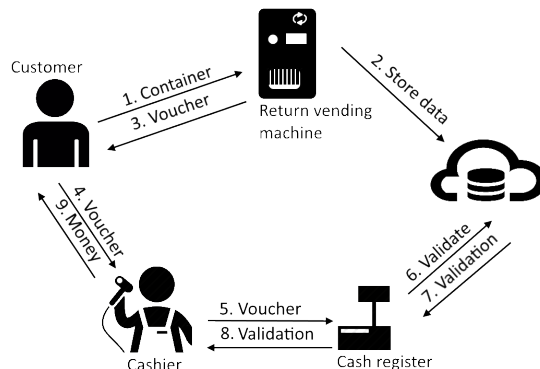 Customer
1. Container
3. Voucher
Return vending
machine
2. Store data
4. Voucher
9. Money
6. Validate
7. Validation
5. Voucher
8. Validation
Cashier
Cash register